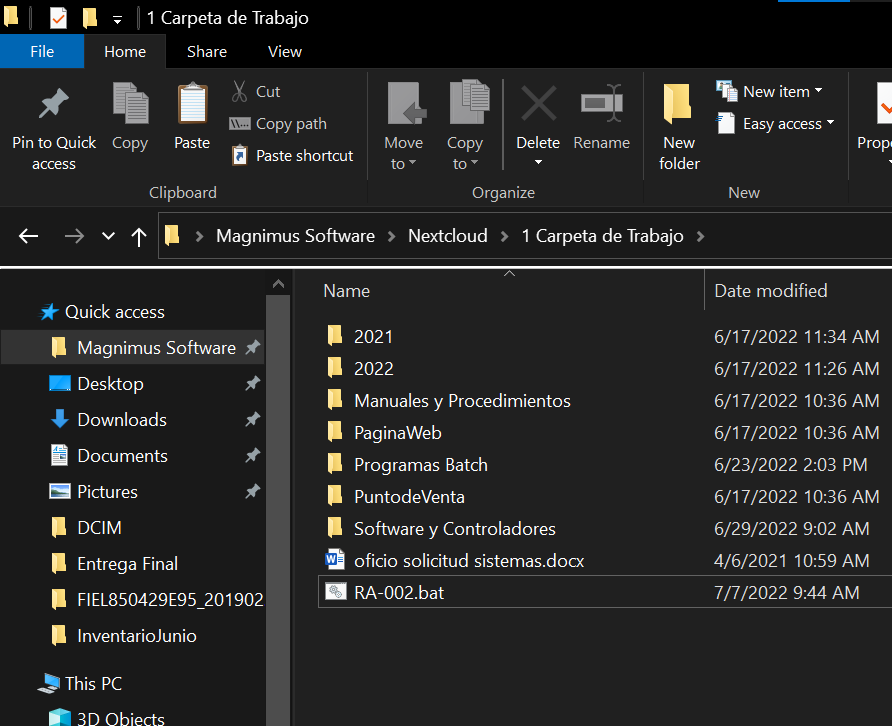 1 Carpeta de Trabajo
File Home Share View
Pin to Quick access
Copy
Paste
Cut
Copy path
Paste shortcut
Clipboard
Move to
Copy to
Delete
Rename
Organize
New folder
New item
Easy access
New
Prope
Magnimus Software > Nextcloud > 1 Carpeta de Trabajo >
Quick access
Magnimus Software
Desktop
Downloads
Documents
Pictures
DCIM
Entrega Final
FIEL850429E95_201902
InventarioJunio
This PC
3D Objects
Name Date modified
2021 6/17/2022 11:34 AM
2022 6/17/2022 11:26 AM
Manuales y Procedimientos 6/17/2022 10:36 AM
PaginaWeb 6/17/2022 10:36 AM
Programas Batch 6/23/2022 2:03 PM
PuntodeVenta 6/17/2022 10:36 AM
Software y Controladores 6/29/2022 9:02 AM
oficio solicitud sistemas.docx 4/6/2021 10:59 AM
RA-002.bat 7/7/2022 9:44 AM